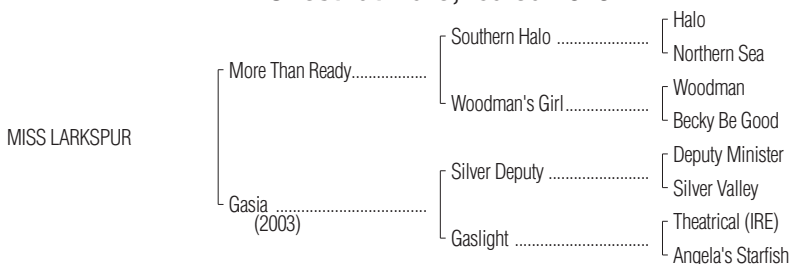 Halo
Southern Halo ......................
Northern Sea
More Than Ready..................
Woodman
Woodman's Girl....................
Becky Be Good
MISS LARKSPUR
Deputy Minister
Silver Deputy .........................
Silver Valley
Gasia ....................................
(2003)
Theatrical (IRE)
Gaslight ................................
Angela's Starfish